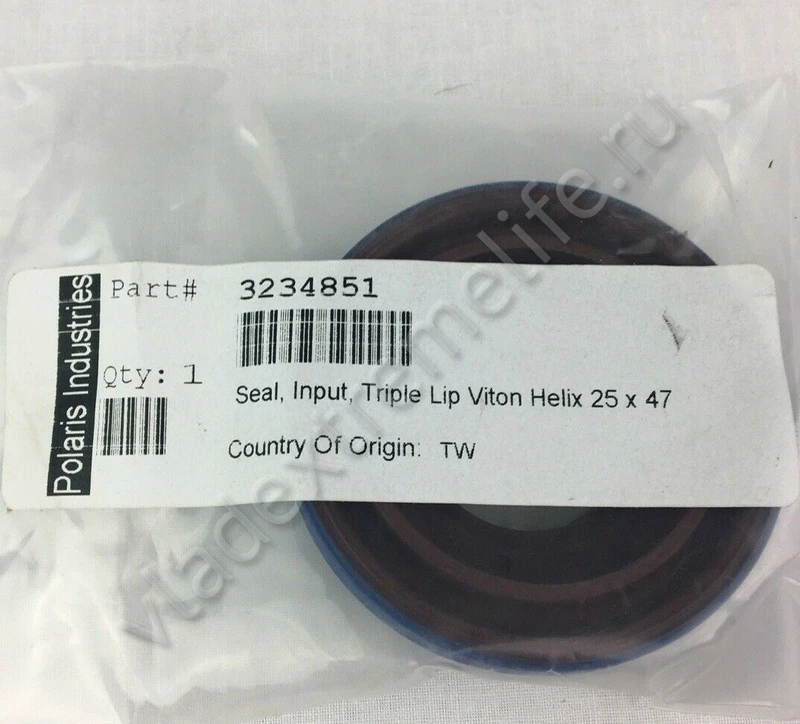 Polaris Industries
Part# 3234851
Qty: 1
Seal, Input, Triple Lip Viton Helix 25 x 47
Country Of Origin: TW
vladextremelife.ru